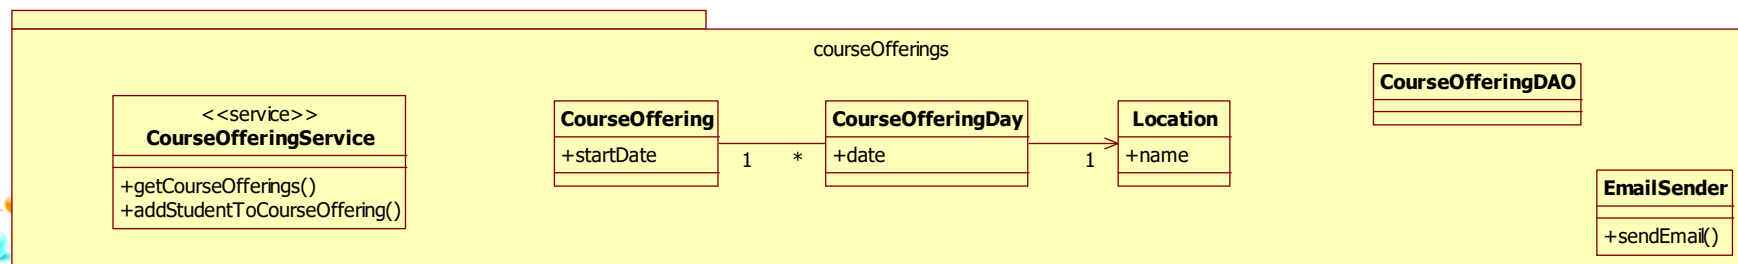 courseOfferings
<<service>>
CourseOfferingService
+getCourseOfferings()
+addStudentToCourseOffering()
CourseOffering
+startDate
1
*
CourseOfferingDay
+date
1
Location
+name
CourseOfferingDAO
EmailSender
+sendEmail()